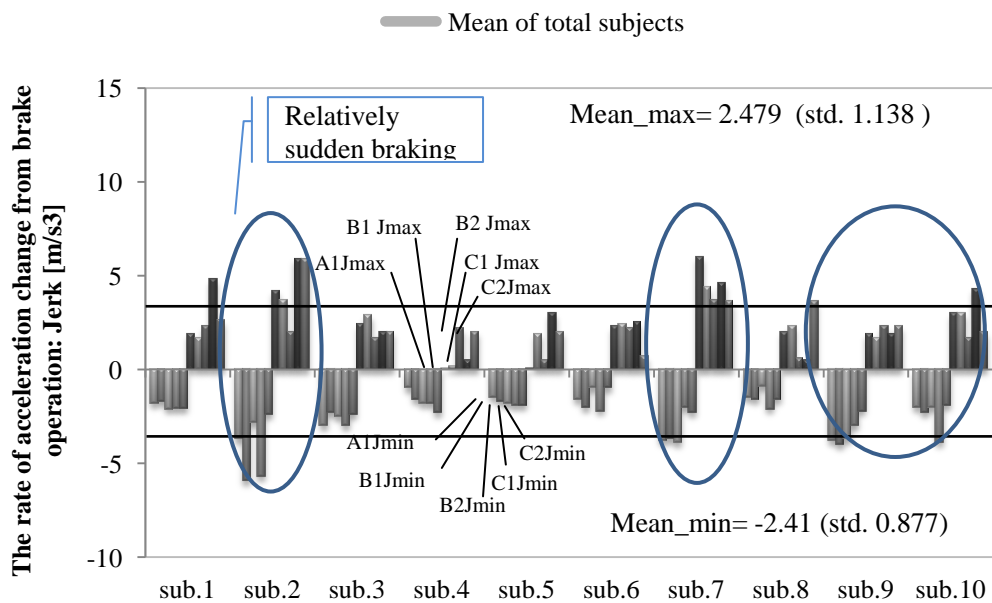 Mean of total subjects
The rate of acceleration change from brake
operation: Jerk [m/s3]
15
10
5
0
-5
-10
Relatively
sudden braking
Mean_max= 2.479 (std. 1.138 )
B1 Jmax
B2 Jmax
A1Jmax
C1 Jmax
C2Jmax
A1Jmin
C2Jmin
B1Jmin
C1Jmin
B2Jmin
Mean_min= -2.41 (std. 0.877)
sub.1 sub.2 sub.3 sub.4 sub.5 sub.6 sub.7 sub.8 sub.9 sub.10